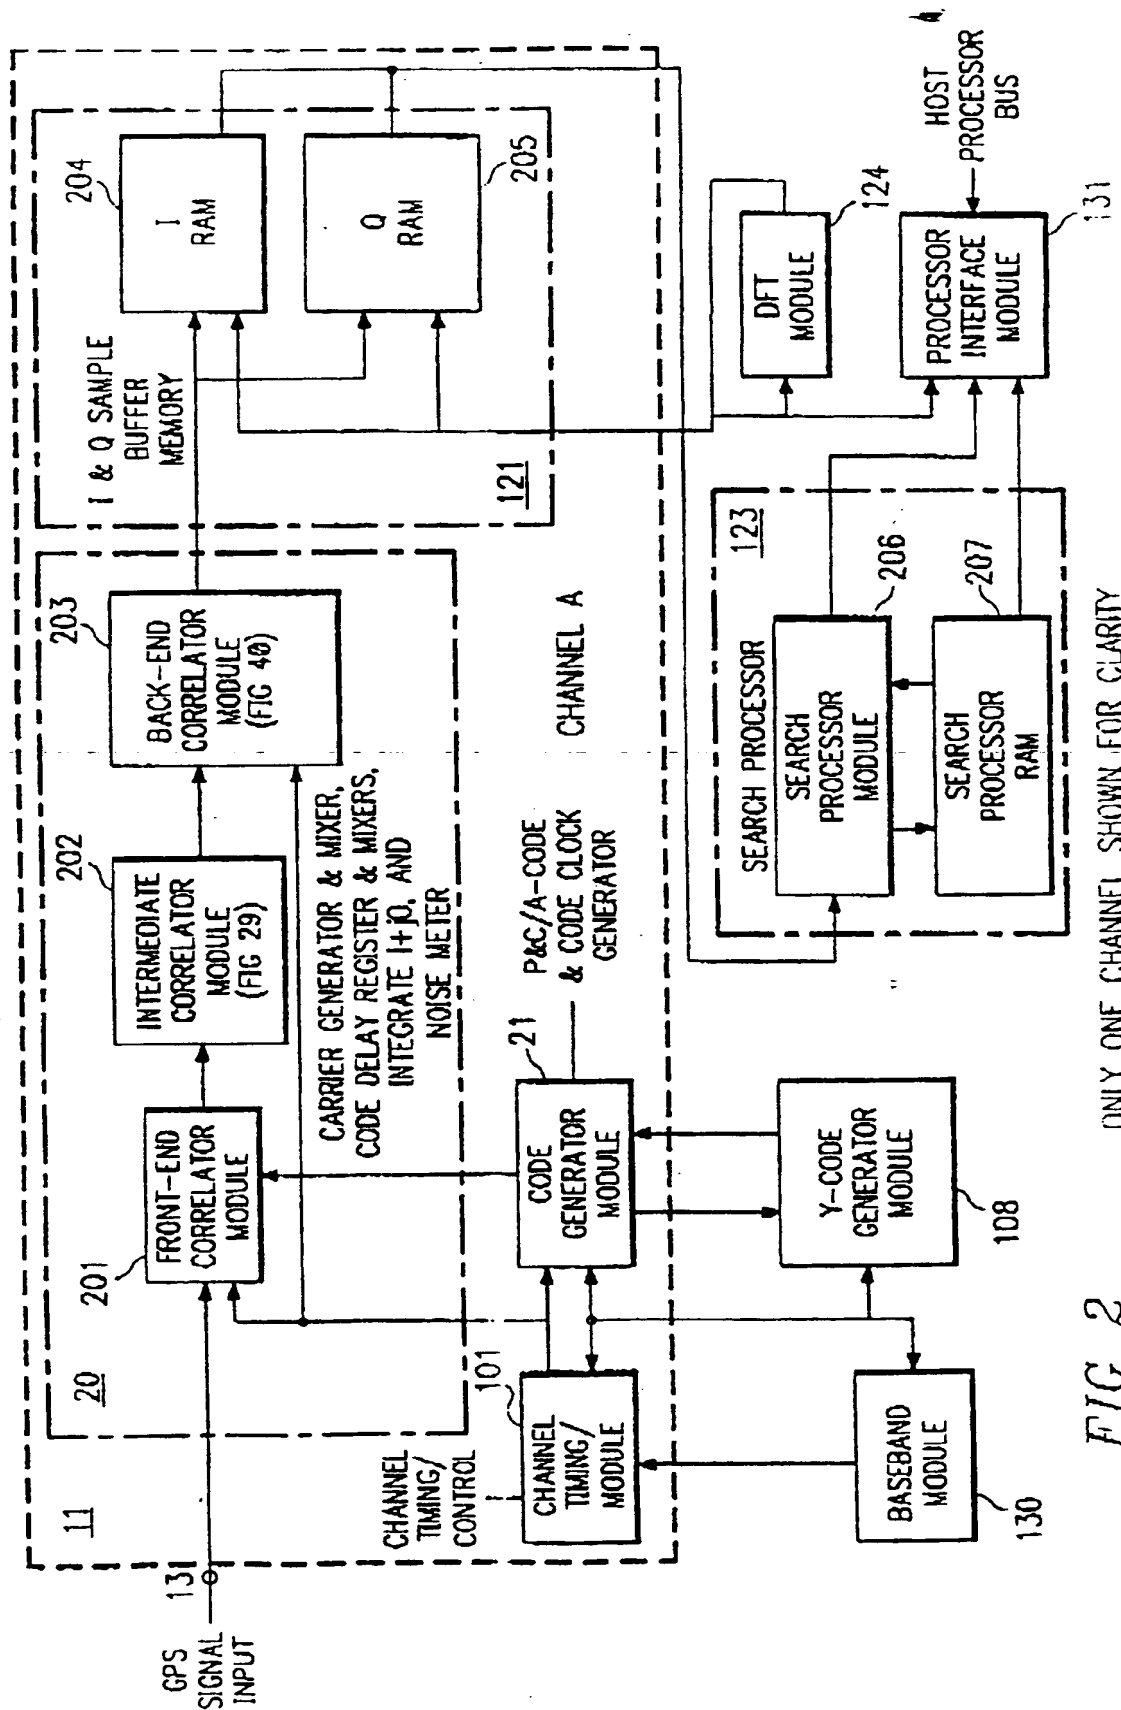 GPS
SIGNAL
INPUT
13
11
20
201
FRONT-END
CORRELATOR
MODULE
202
INTERMEDIATE
CORRELATOR
MODULE
(FIG 29)
203
BACK-END
CORRELATOR
MODULE
(FIG 40)
CARRIER GENERATOR & MIXER,
CODE DELAY REGISTER & MIXERS,
INTEGRATE I+jQ, AND
NOISE METER
I & Q SAMPLE
BUFFER
MEMORY
121
204
I
RAM
205
Q
RAM
CHANNEL A
CHANNEL
TIMING/
CONTROL
101
CHANNEL
TIMING/
MODULE
21
CODE
GENERATOR
MODULE
P&C/A-CODE
& CODE CLOCK
GENERATOR
BASEBAND
MODULE
130
Y-CODE
GENERATOR
MODULE
108
SEARCH PROCESSOR
123
SEARCH
PROCESSOR
MODULE
206
SEARCH
PROCESSOR
RAM
207
DFT
MODULE
124
PROCESSOR
INTERFACE
MODULE
131
HOST
PROCESSOR
BUS
FIG 2
ONLY ONE CHANNEL SHOWN FOR CLARITY